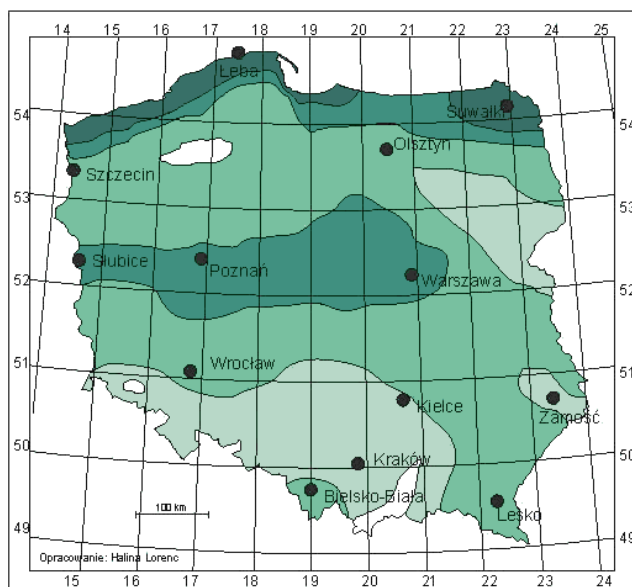 14 15 16 17 18 19 20 21 22 23 24 25
Łeba
54 Suwałki 54
Olsztyn
Szczecin
53 53
Słubice
Poznań
Warszawa
52 52
Wrocław
51 51
Kielce
Zamość
50 Kraków 50
Bielsko-Biała
Lesko
100 km
49 49
Opracowanie: Halina Lorenc
15 16 17 18 19 20 21 22 23 24